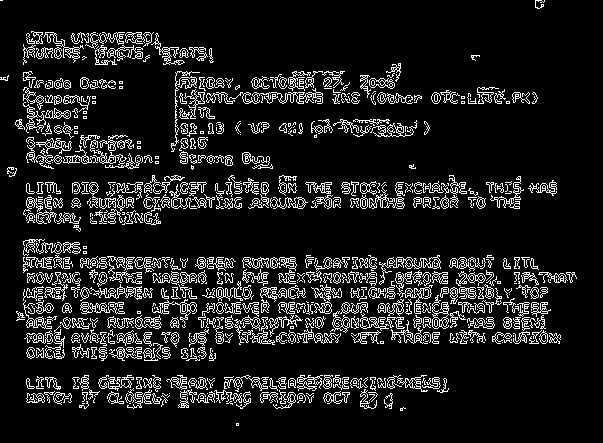 LITL UNCOVERED!
RUMORS, FACTS, STATS!
Trade Date: FRIDAY, OCTOBER 27, 2006
Company: COMPUTERS INC (Other OTC:LITL.PK)
Symbol: LITL
Price: $1.18 ( UP 4% on Thursday )
5-day Target: $10
Recommendation: Strong Buy
LITL DID IN FACT GET LISTED ON THE STOCK EXCHANGE. THIS HAS
BEEN A RUMOR CIRCULATING AROUND FOR MONTHS PRIOR TO THE
ACTUAL LISTING!
RUMORS:
THERE HAS RECENTLY BEEN RUMORS FLOATING AROUND ABOUT LITL
MOVING TO THE NASDAQ IN THE NEXT MONTHS, BEFORE 2007. IF THAT
WERE TO HAPPEN LITL WOULD REACH NEW HIGHS AND POSSIBLY TOP
$30 A SHARE . WE DO HOWEVER REMIND OUR AUDIENCE THAT THERE
ARE ONLY RUMORS AT THIS POINT. NO CONCRETE PROOF HAS BEEN
MADE AVAILABLE TO US BY THE COMPANY YET. TRADE WITH CAUTION
ONCE THIS BREAKS
LITL IS GETTING READY TO RELEASE BREAKING NEWS!
WATCH IT CLOSELY STARTING FRIDAY OCT 27